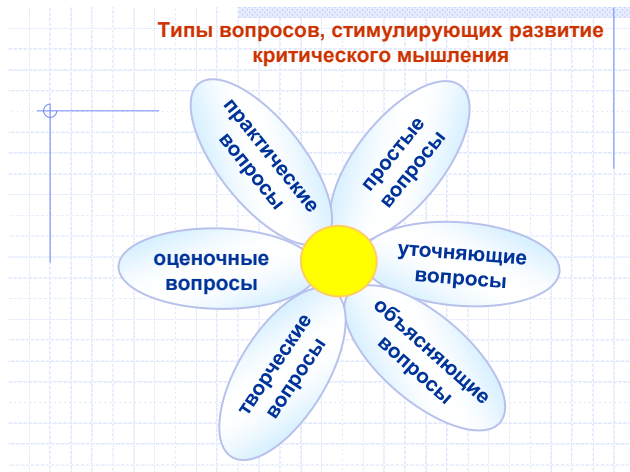 Типы вопросов, стимулирующих развитие
критического мышления
практические
вопросы
простые
вопросы
оценочные
вопросы
уточняющие
вопросы
творческие
вопросы
объясняющие
вопросы